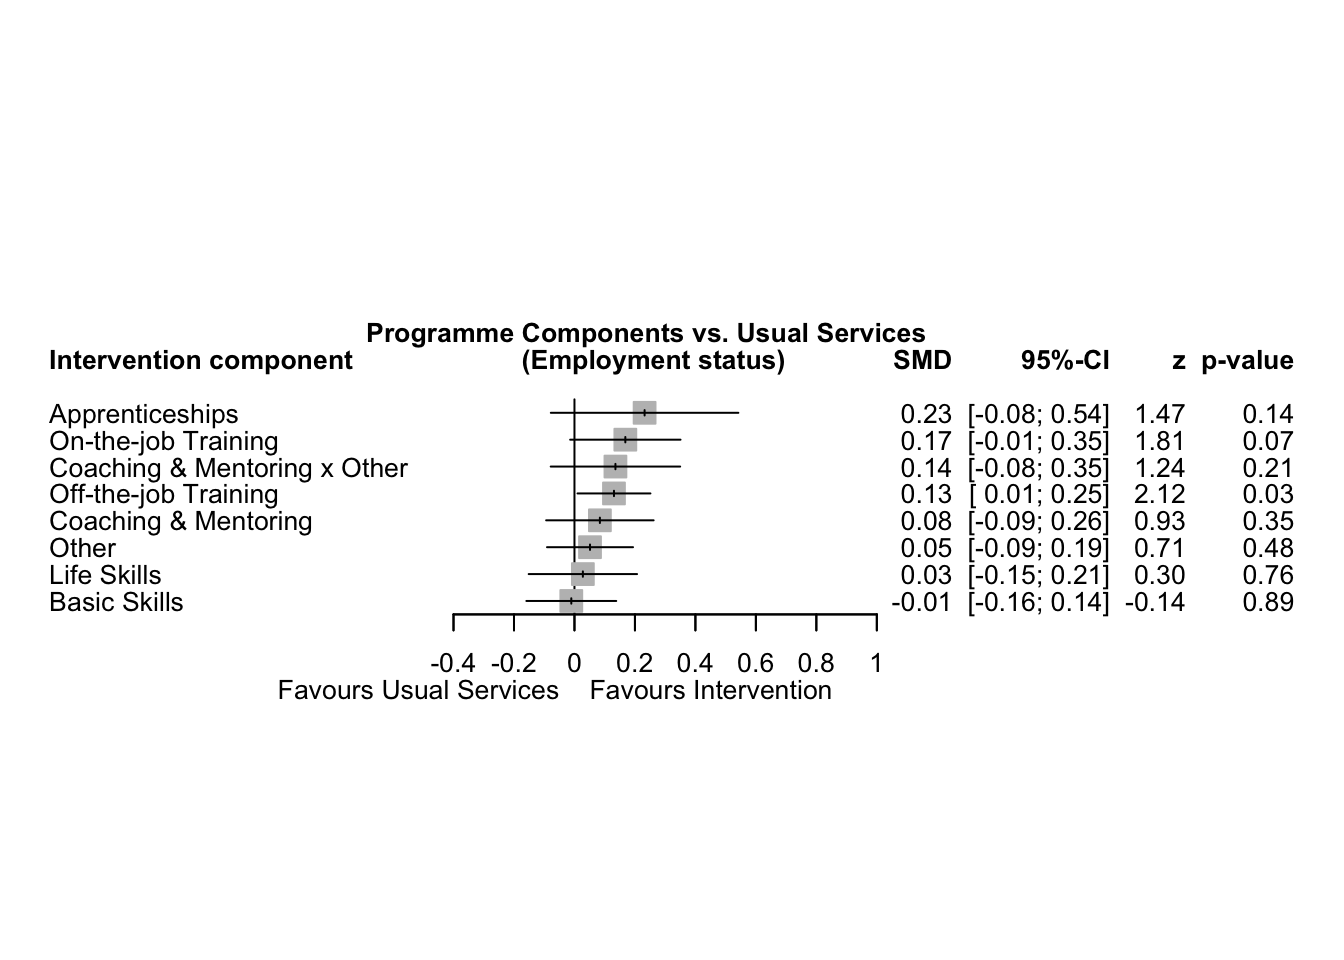 Programme Components vs. Usual Services
Intervention component (Employment status) SMD 95%-CI z p-value
Apprenticeships 0.23 [-0.08; 0.54] 1.47 0.14
On-the-job Training 0.17 [-0.01; 0.35] 1.81 0.07
Coaching & Mentoring x Other 0.14 [-0.08; 0.35] 1.24 0.21
Off-the-job Training 0.13 [ 0.01; 0.25] 2.12 0.03
Coaching & Mentoring 0.08 [-0.09; 0.26] 0.93 0.35
Other 0.05 [-0.09; 0.19] 0.71 0.48
Life Skills 0.03 [-0.15; 0.21] 0.30 0.76
Basic Skills -0.01 [-0.16; 0.14] -0.14 0.89
-0.4 -0.2 0 0.2 0.4 0.6 0.8 1
Favours Usual Services Favours Intervention